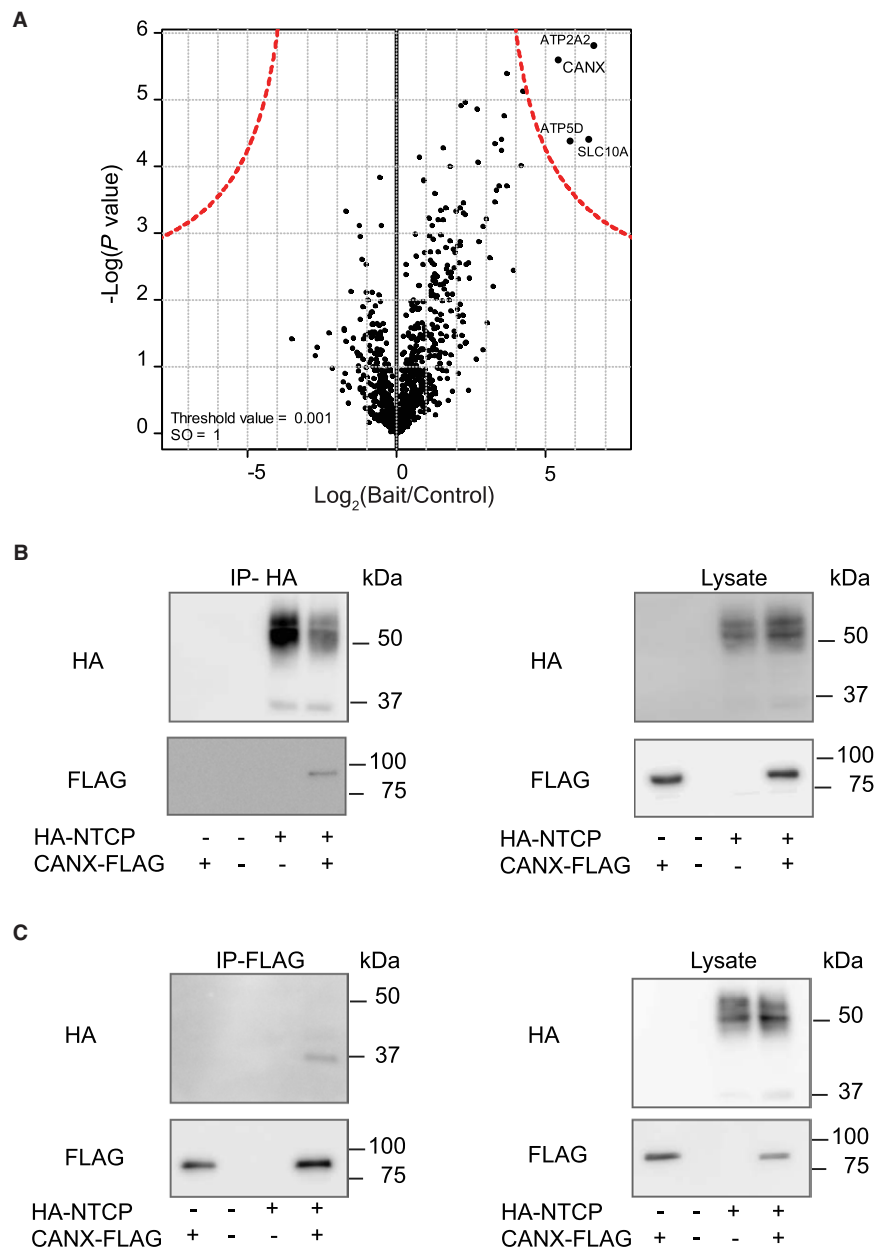 A
6
5
4
3
2
1
0
-Log(P value)
ATP2A2
CANX
ATP5D
SLC10A
Threshold value = 0.001
SO = 1
-5 0 5
Log2(Bait/Control)
B
IP- HA kDa
HA
50
37
FLAG
100
75
HA-NTCP - - + +
CANX-FLAG + - - +
Lysate kDa
HA
50
37
FLAG
100
75
HA-NTCP - - + +
CANX-FLAG + - - +
C
IP-FLAG kDa
HA
50
37
FLAG
100
75
HA-NTCP - - + +
CANX-FLAG + - - +
Lysate kDa
HA
50
37
FLAG
100
75
HA-NTCP - - + +
CANX-FLAG + - - +